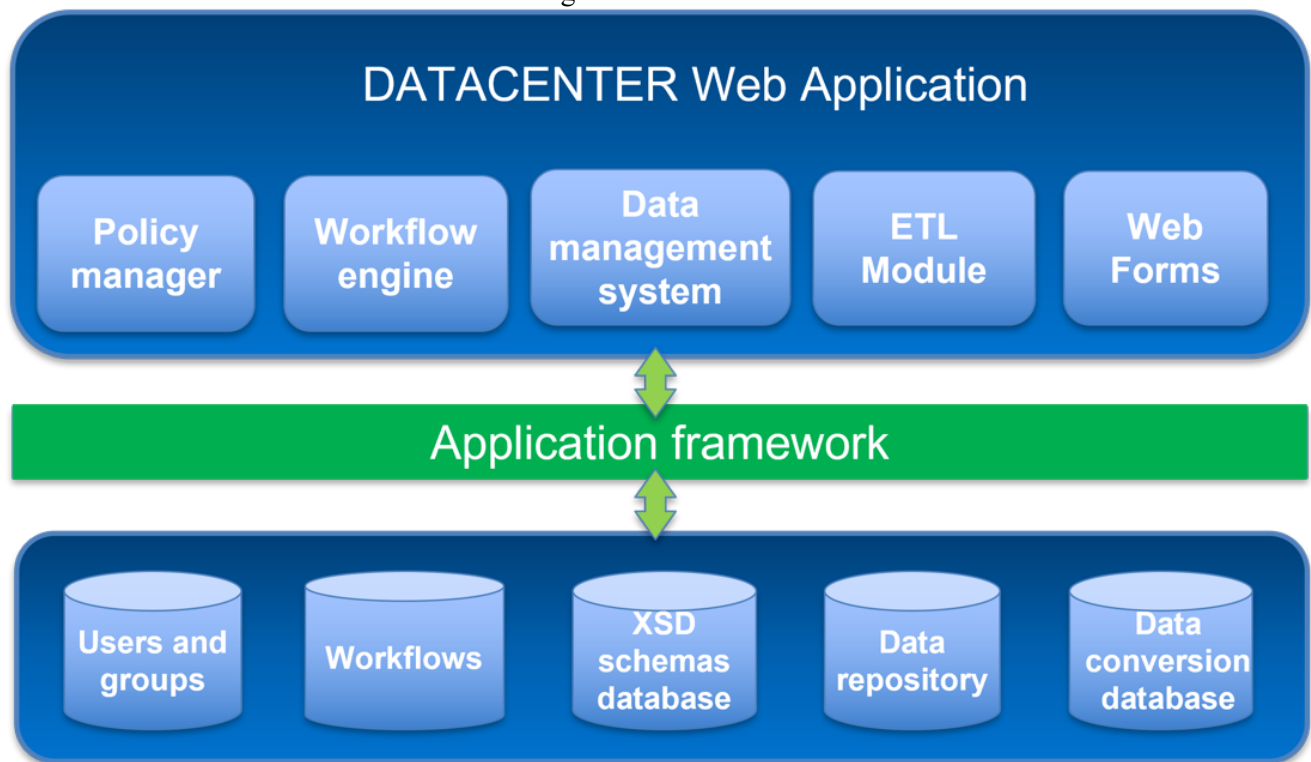 DATACENTER Web Application
Policy
manager
Workflow
engine
Data
management
system
ETL
Module
Web
Forms
Application framework
Users and
groups
Workflows
XSD
schemas
database
Data
repository
Data
conversion
database